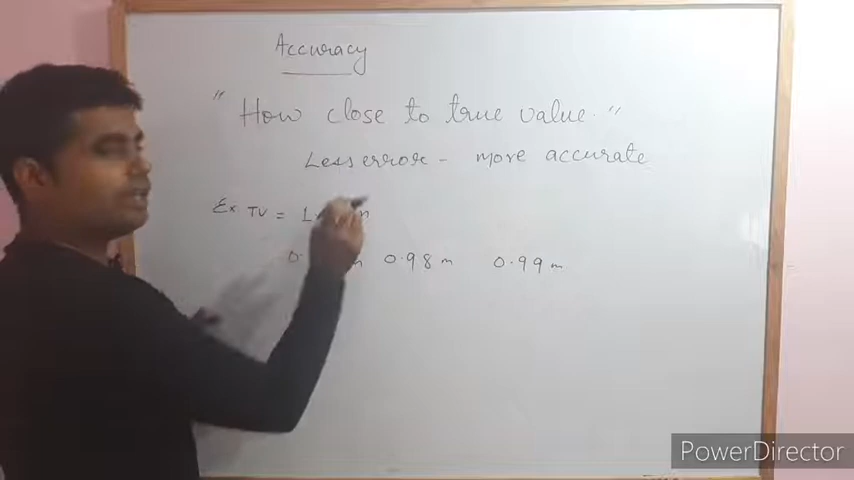 Accuracy
" How close to true value. "
Less error - more accurate
Ex TV =
0.98 m 0.99 m
PowerDirector